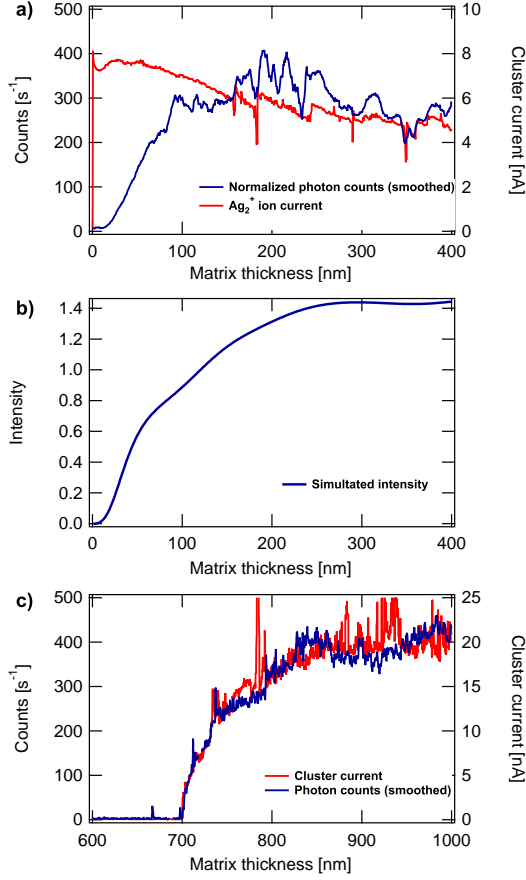 a)
500
400
300
200
100
0
Counts [s-1]
10
8
6
4
2
0
Cluster current [nA]
Normalized photon counts (smoothed)
Ag2+ ion current
0
100
200
300
400
Matrix thickness [nm]
b)
1.4
1.2
1.0
0.8
0.6
0.4
0.2
0.0
Intensity
Simultated intensity
0
100
200
300
400
Matrix thickness [nm]
c)
500
400
300
200
100
0
Counts [s-1]
25
20
15
10
5
0
Cluster current [nA]
Cluster current
Photon counts (smoothed)
600
700
800
900
1000
Matrix thickness [nm]